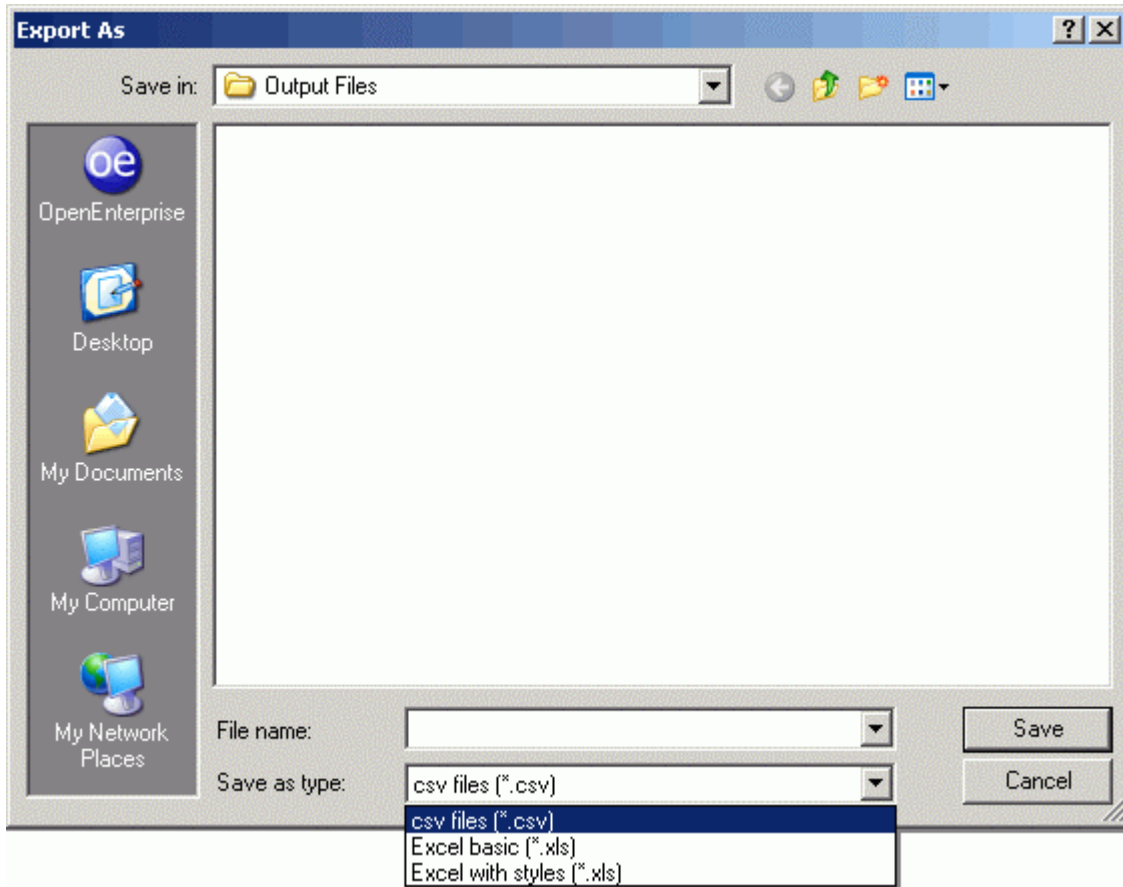 Export As
Save in:
Output Files
oe
OpenEnterprise
Desktop
My Documents
My Computer
My Network
Places
File name:
Save
Save as type:
csv files (*.csv)
Cancel
csv files (*.csv)
Excel basic (*.xls)
Excel with styles (*.xls)